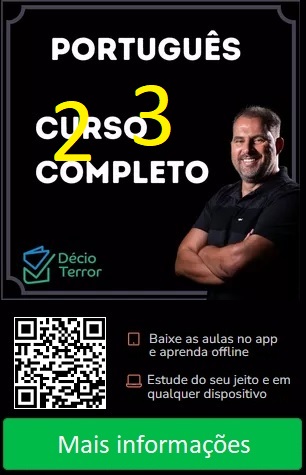 PORTUGUÊS
2 3
CURSO
COMPLETO
Décio
Terror
Baixe as aulas no app
e aprenda offline
Estude do seu jeito e em
qualquer dispositivo
Mais informações